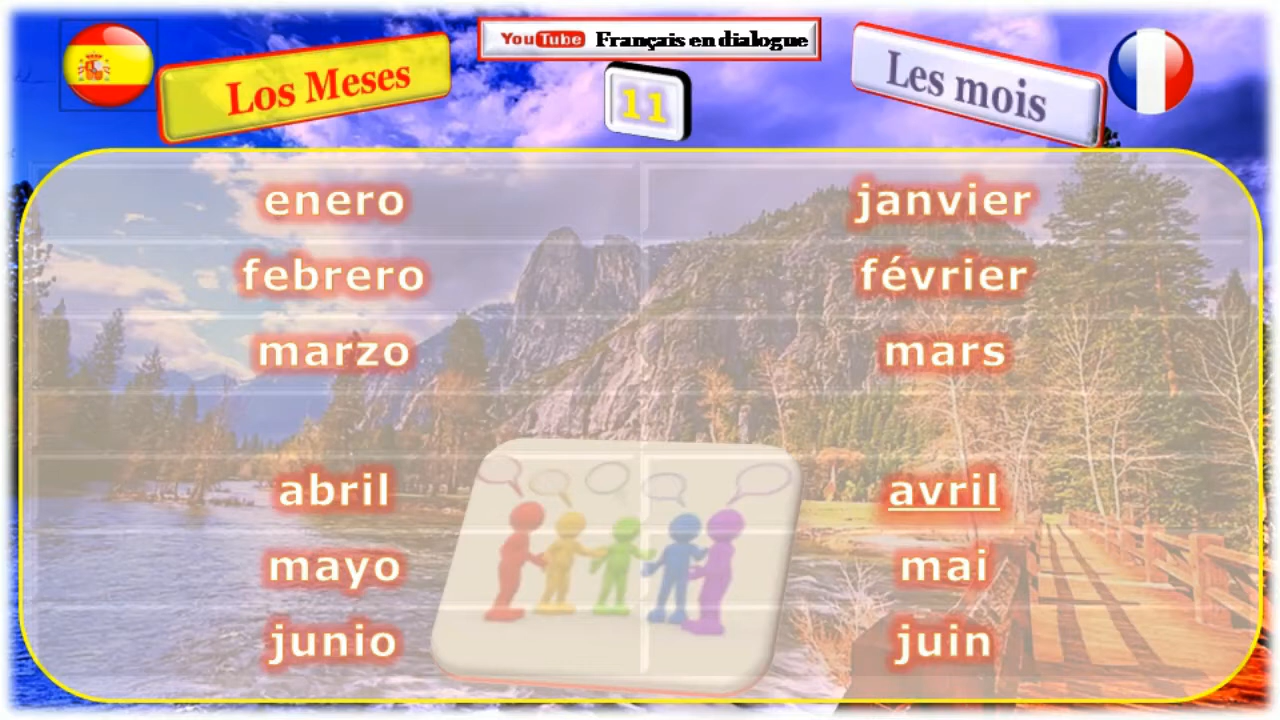 YouTube Français en dialogue
Los Meses
11
Les mois
enero janvier
febrero février
marzo mars
abril avril
mayo mai
junio juin